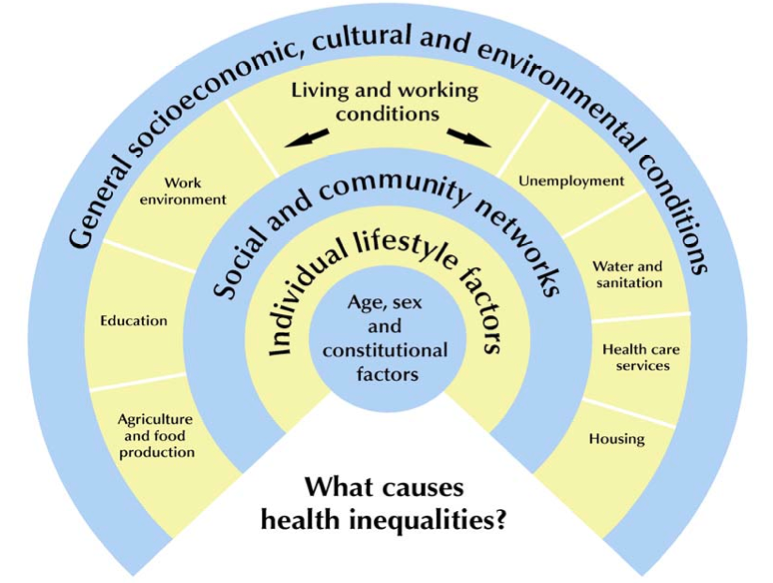 General socioeconomic, cultural and environmental conditions
Living and working
conditions
Work
environment
Unemployment
Social and community networks
Individual lifestyle factors
Water and
sanitation
Education
Age, sex
and
constitutional
factors
Health care
services
Agriculture
and food
production
Housing
What causes
health inequalities?